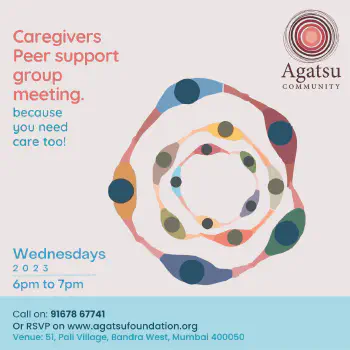 Caregivers
Peer support
group
meeting.
because
you need
care too!
Agatsu
COMMUNITY
Wednesdays
2023
6pm to 7pm
Call on: 91678 67741
Or RSVP on www.agatsufoundation.org
Venue: 51, Pali Village, Bandra West, Mumbai 400050